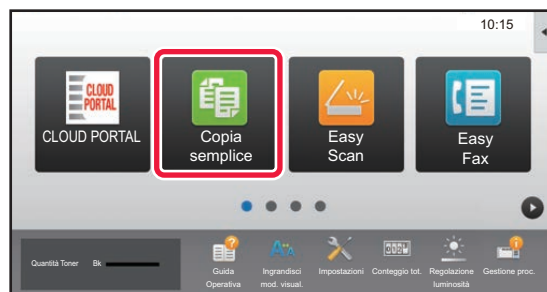 10:15
CLOUD
PORTAL
CLOUD PORTAL
Copia
semplice
Easy
Scan
Easy
Fax
Quantità Toner Bk
Guida
Operativa
Ingrandisci
mod. visual.
Impostazioni
Conteggio tot.
Regolazione
luminosità
Gestione proc.